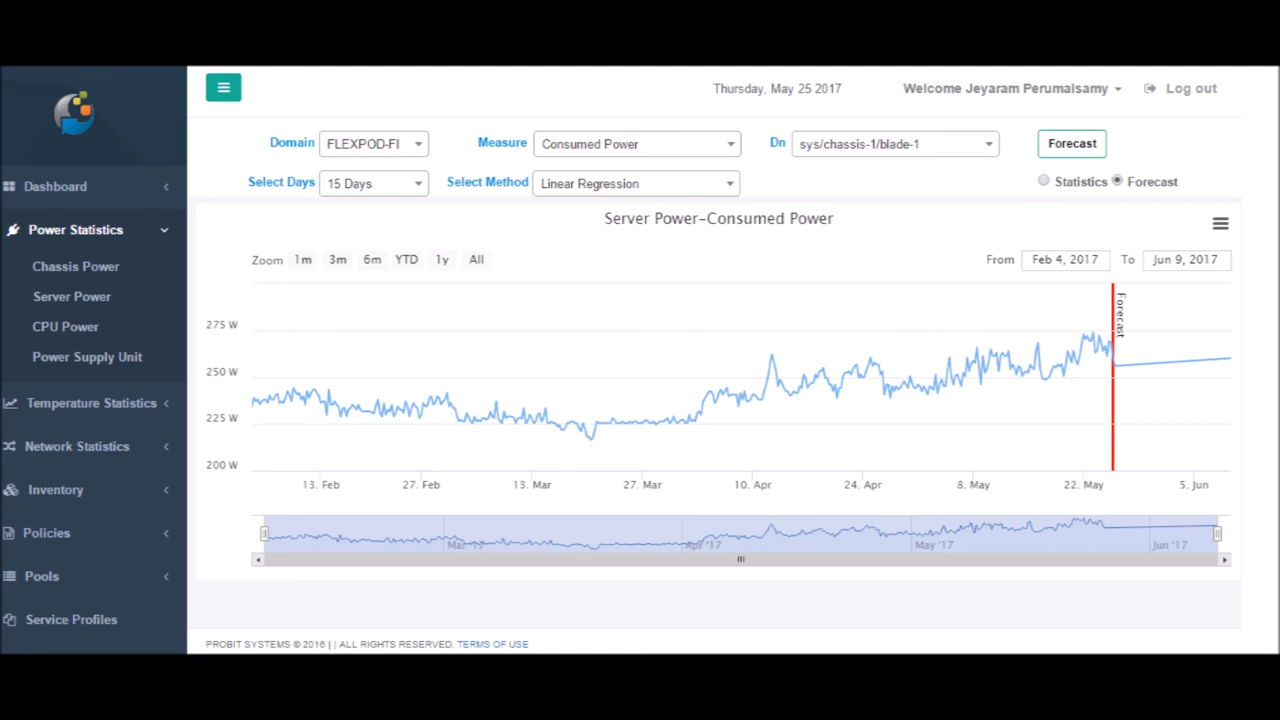 Thursday, May 25 2017 Welcome Jeyaram Perumalsamy Log out
Domain FLEXPOD-FI Measure Consumed Power Dn sys/chassis-1/blade-1 Forecast
Select Days 15 Days Select Method Linear Regression Statistics Forecast
Dashboard
Power Statistics
Chassis Power
Server Power
CPU Power
Power Supply Unit
Temperature Statistics
Network Statistics
Inventory
Policies
Pools
Service Profiles
Server Power-Consumed Power
Zoom 1m 3m 6m YTD 1y All From Feb 4, 2017 To Jun 9, 2017
Forecast
275 W
250 W
225 W
200 W
13. Feb 27. Feb 13. Mar 27. Mar 10. Apr 24. Apr 8. May 22. May 5. Jun
Mar '17 Apr '17 May '17 Jun '17
PROBIT SYSTEMS © 2016 | | ALL RIGHTS RESERVED. TERMS OF USE